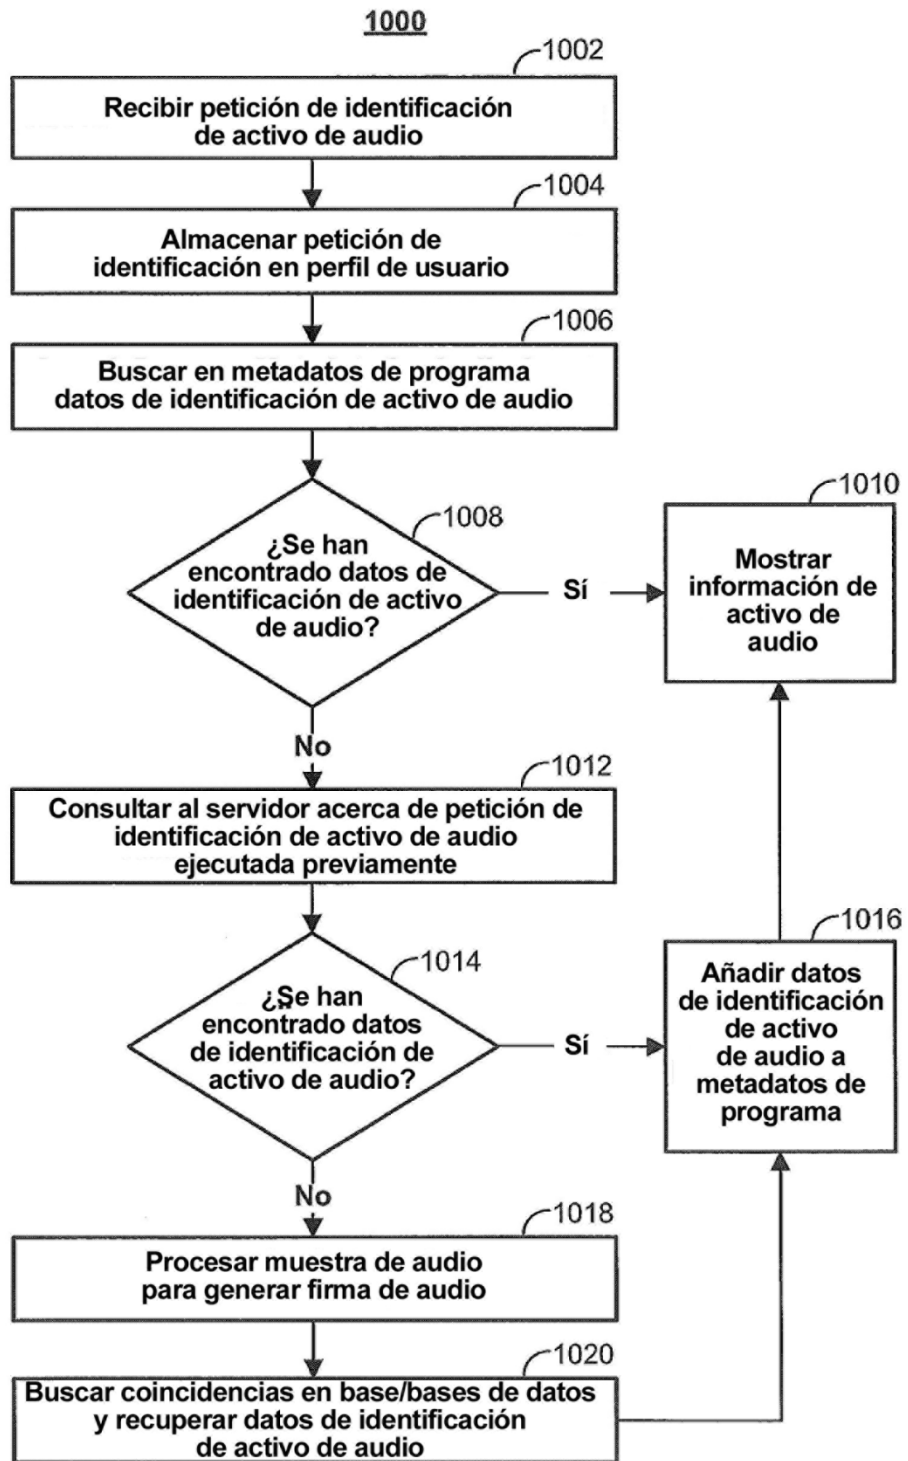 1000
1002
Recibir petición de identificación
de activo de audio
1004
Almacenar petición de
identificación en perfil de usuario
1006
Buscar en metadatos de programa
datos de identificación de activo de audio
1008
¿Se han
encontrado datos de
identificación de activo
de audio?
Sí
1010
Mostrar
información de
activo de
audio
No
1012
Consultar al servidor acerca de petición de
identificación de activo de audio
ejecutada previamente
1014
¿Se han
encontrado datos
de identificación de
activo de audio?
Sí
1016
Añadir datos
de identificación
de activo
de audio a
metadatos de
programa
No
1018
Procesar muestra de audio
para generar firma de audio
1020
Buscar coincidencias en base/bases de datos
y recuperar datos de identificación
de activo de audio